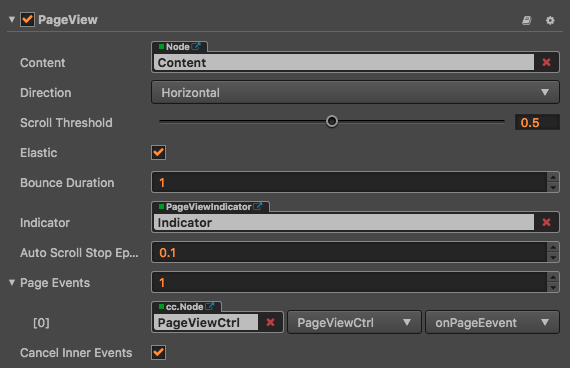 PageView
Node
Content Content
Direction Horizontal
Scroll Threshold 0.5
Elastic
Bounce Duration 1
PageViewIndicator
Indicator Indicator
Auto Scroll Stop Ep... 0.1
Page Events 1
cc.Node
[0] PageViewCtrl PageViewCtrl onPageEevent
Cancel Inner Events